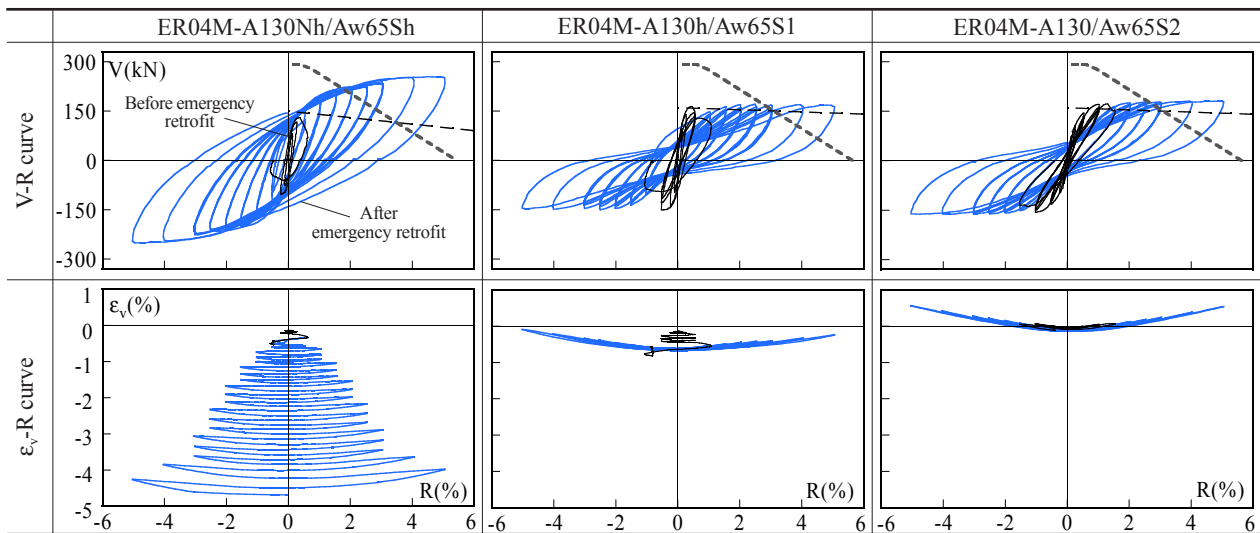 ER04M-A130Nh/Aw65Sh
ER04M-A130h/Aw65S1
ER04M-A130/Aw65S2
V-R curve
300
150
0
-150
-300
V(kN)
Before emergency
retrofit
After
emergency retrofit
εv-R curve
1
0
-1
-2
-3
-4
-5
εv(%)
R(%)
R(%)
R(%)
-6 -4 -2 0 2 4 6
-6 -4 -2 0 2 4 6
-6 -4 -2 0 2 4 6